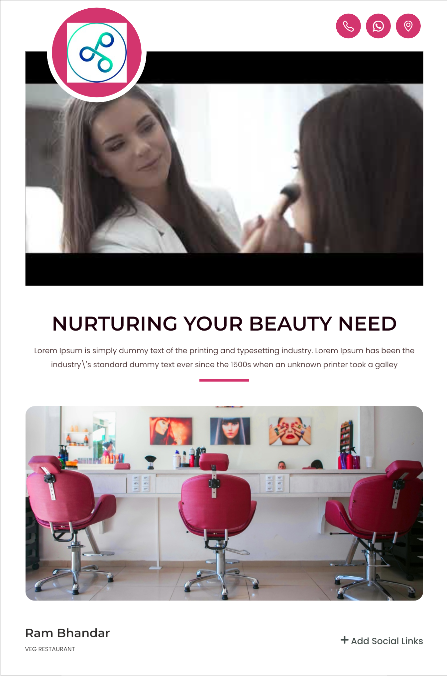 NURTURING YOUR BEAUTY NEED
Lorem Ipsum is simply dummy text of the printing and typesetting industry. Lorem Ipsum has been the
industry\'s standard dummy text ever since the 1500s when an unknown printer took a galley
Ram Bhandar
VEG RESTAURANT
+ Add Social Links